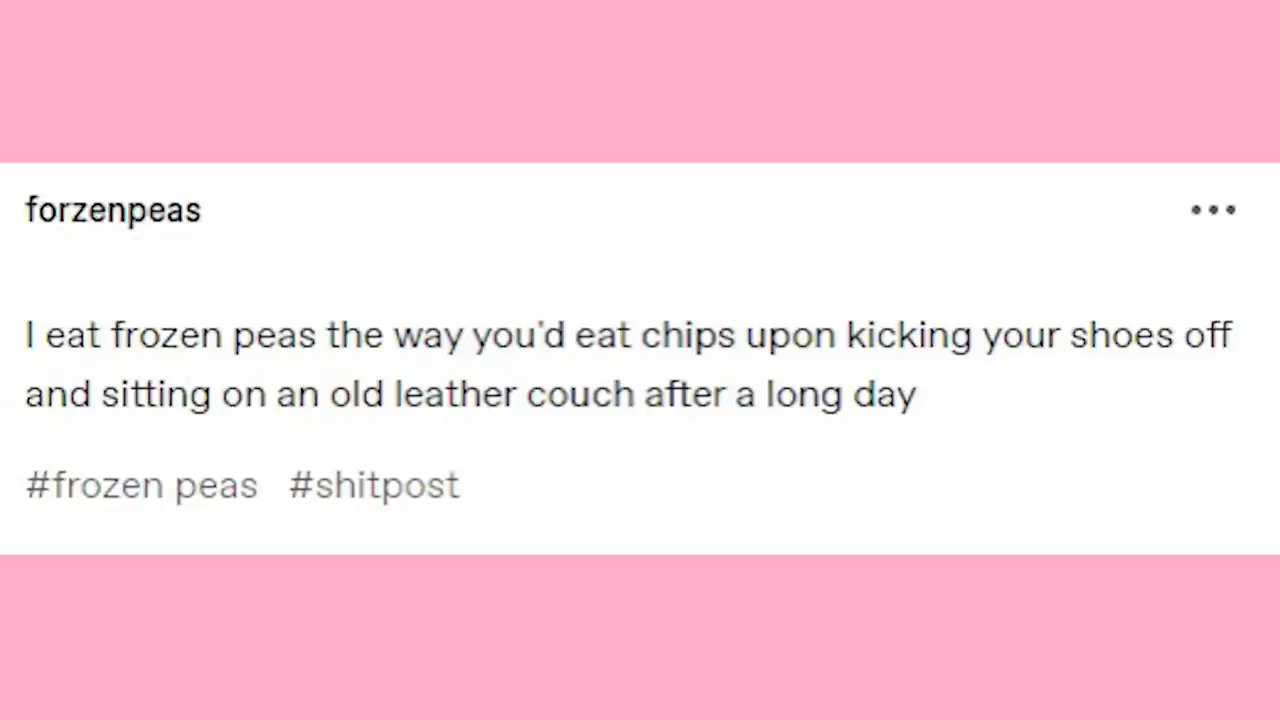 forzenpeas
I eat frozen peas the way you'd eat chips upon kicking your shoes off
and sitting on an old leather couch after a long day
#frozen peas #shitpost